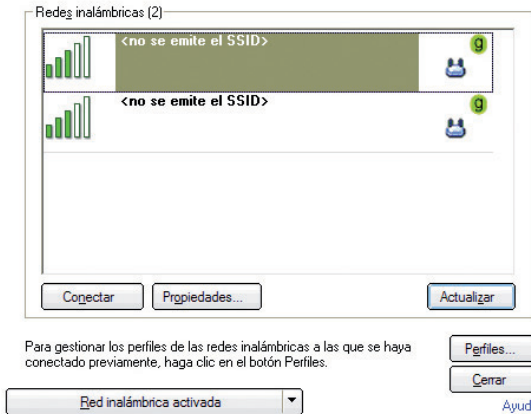 Redes inalámbricas (2)
<no se emite el SSID>
g
<no se emite el SSID>
g
Conectar
Propiedades...
Actualizar
Para gestionar los perfiles de las redes inalámbricas a las que se haya
conectado previamente, haga clic en el botón Perfiles.
Perfiles...
Cerrar
Red inalámbrica activada
Ayud